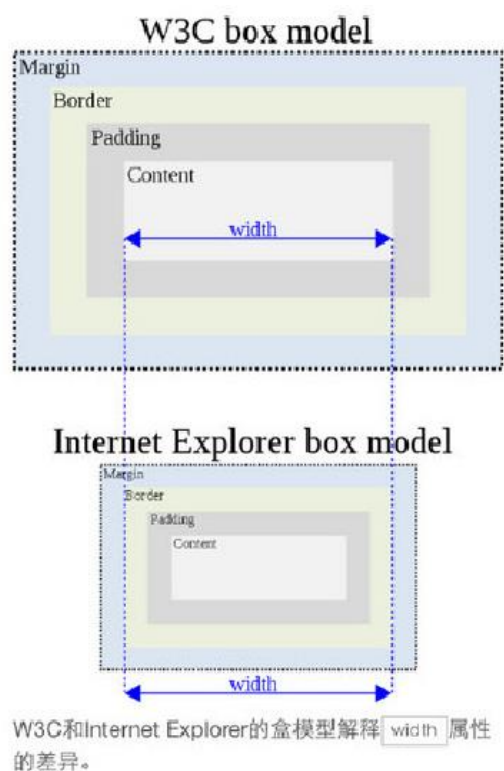 W3C box model
Margin
Border
Padding
Content
width
Internet Explorer box model
Margin
Border
Padding
Content
width
W3C和Internet Explorer的盒模型解释 width 属性
的差异。